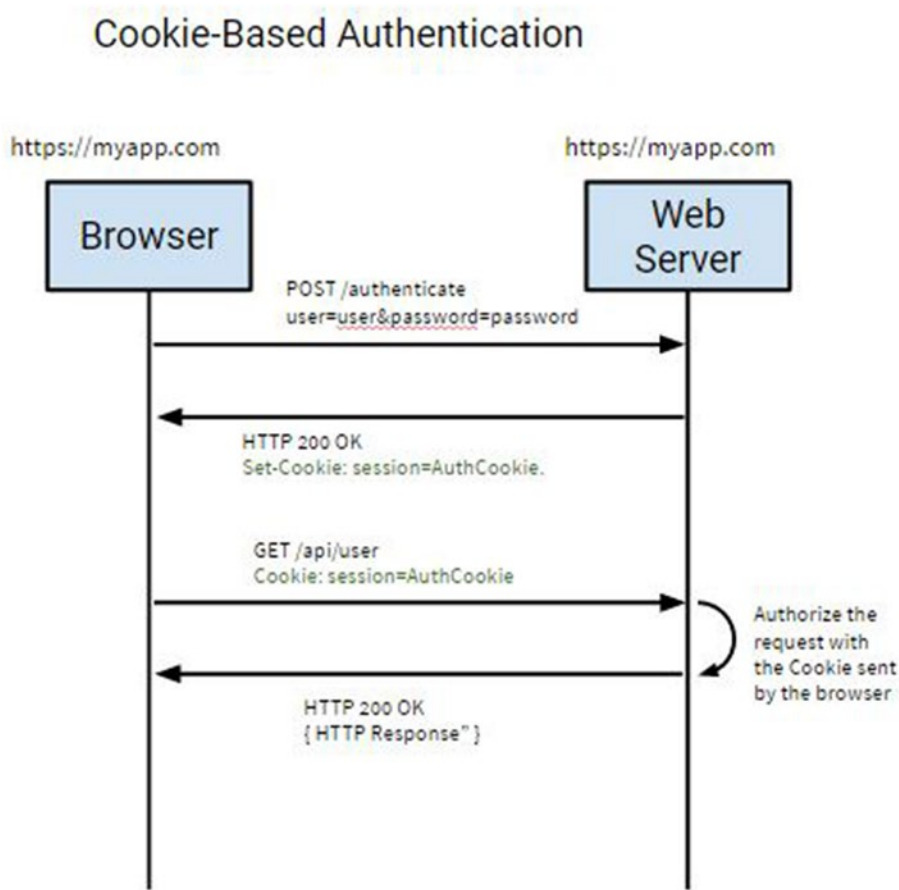 Cookie-Based Authentication
https://myapp.com
https://myapp.com
Browser
Web
Server
POST /authenticate
user=user&password=password
HTTP 200 OK
Set-Cookie: session=AuthCookie.
GET /api/user
Cookie: session=AuthCookie
Authorize the
request with
the Cookie sent
by the browser
HTTP 200 OK
{ HTTP Response" }